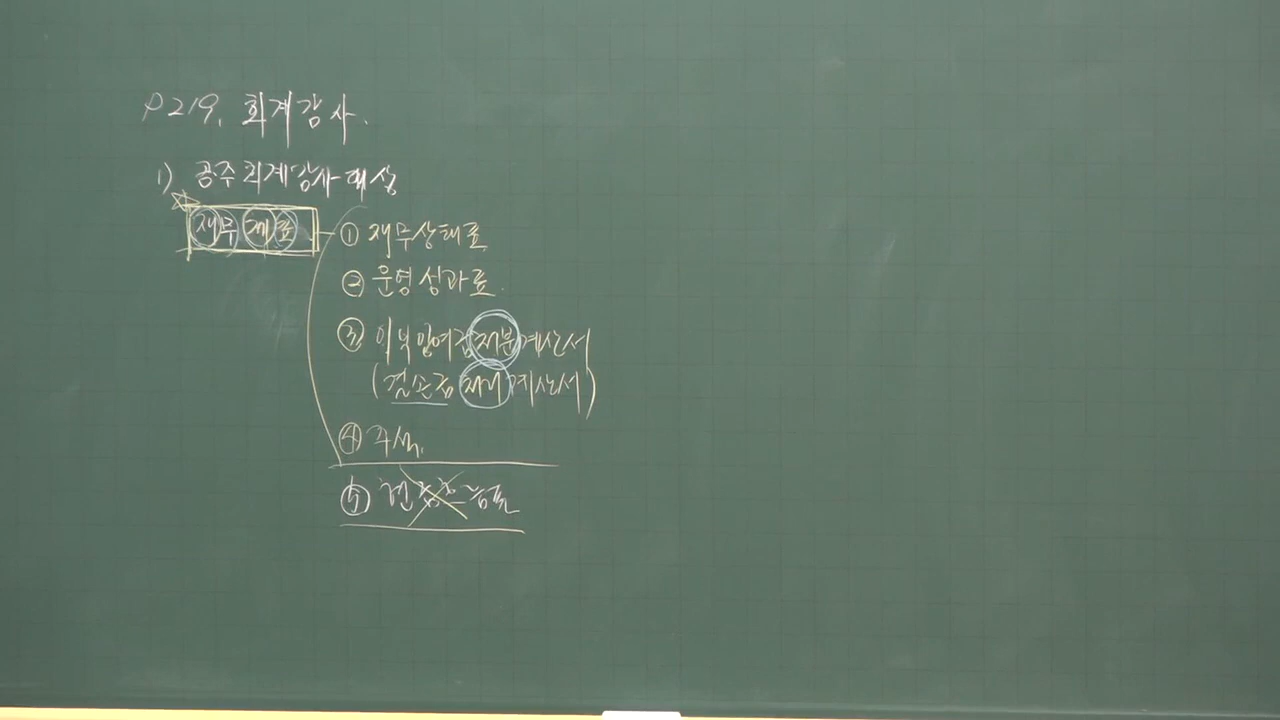 P219. 회계감사.
1) 공주 회계감사 대상
재무제표
① 재무상태표
② 운영성과표.
③ 이익잉여금처분계산서
(결손금처리계산서)
④ 주석.
⑤ 현금흐름표